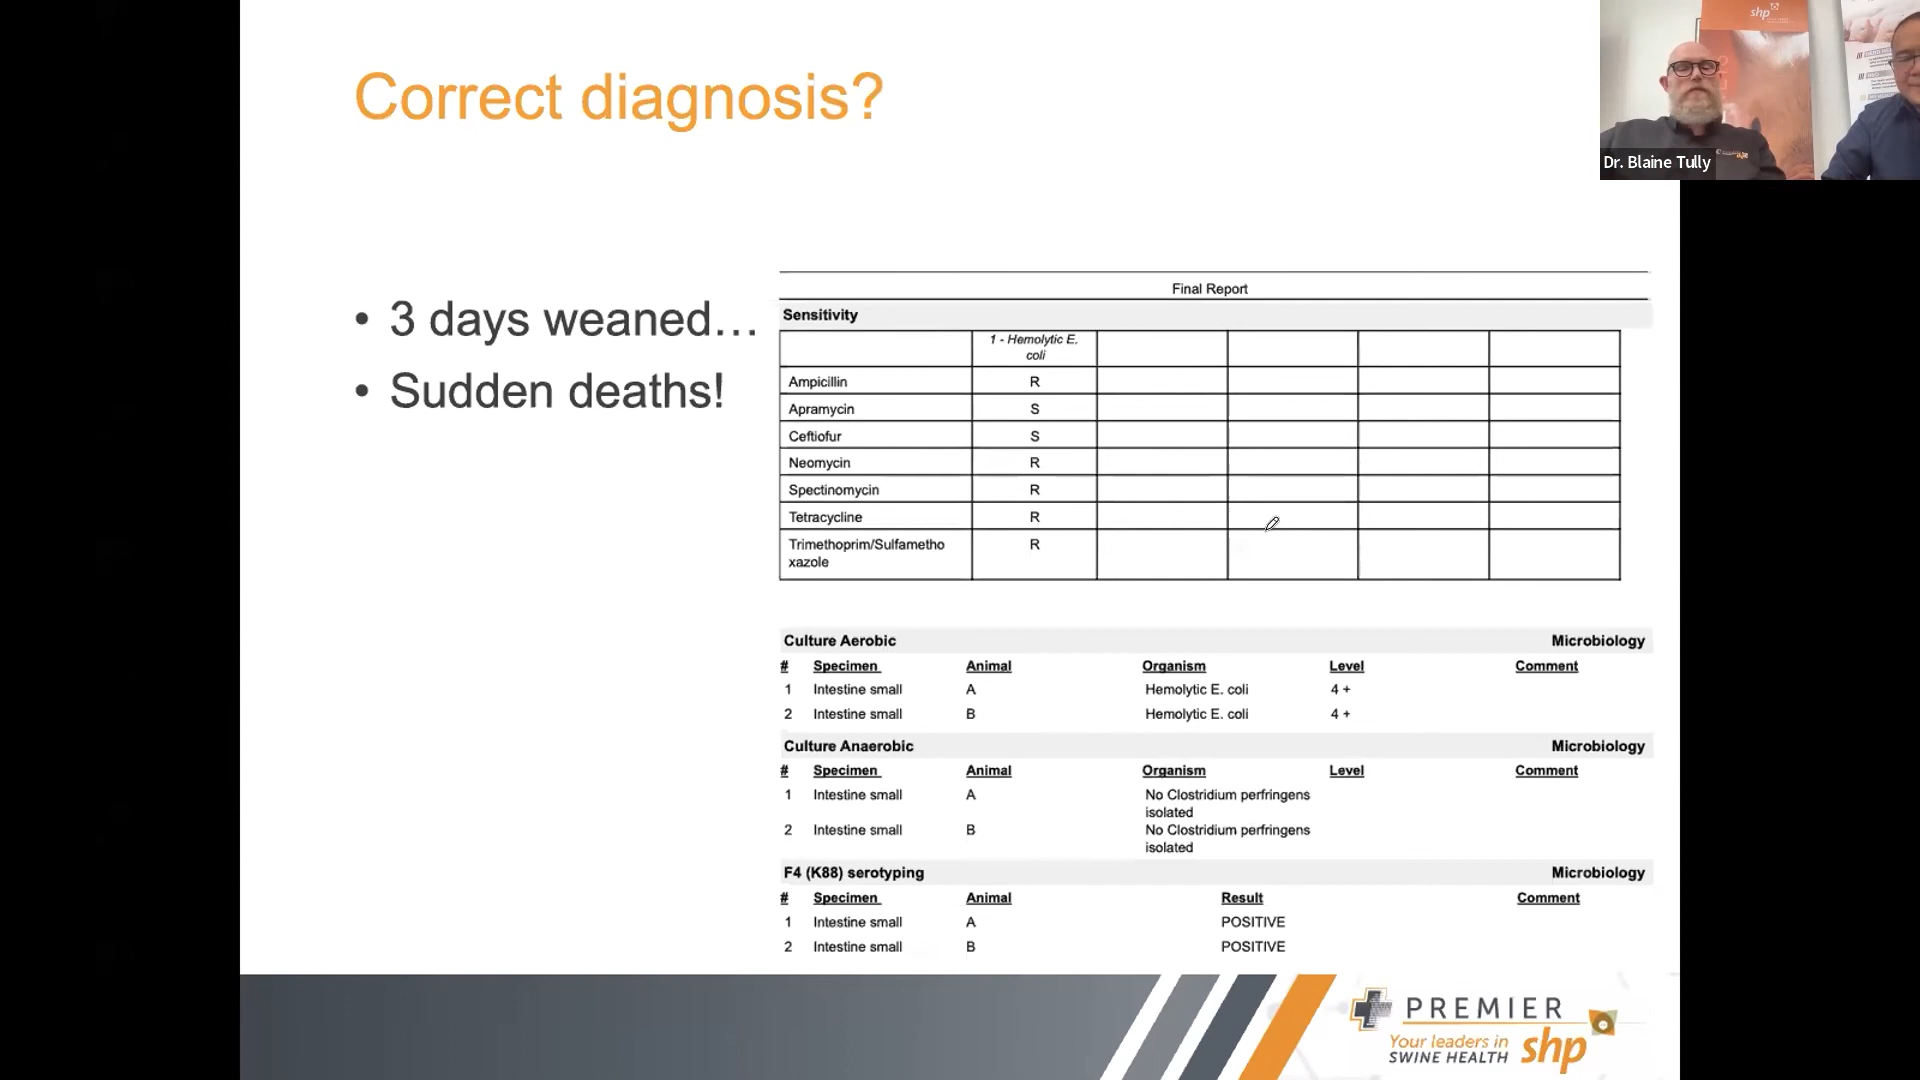 Correct diagnosis?
shp
Dr. Blaine Tully
• 3 days weaned…
• Sudden deaths!
Final Report
Sensitivity
1 - Hemolytic E.
coli
Ampicillin R
Apramycin S
Ceftiofur S
Neomycin R
Spectinomycin R
Tetracycline R
Trimethoprim/Sulfametho R
xazole
Culture Aerobic Microbiology
# Specimen Animal Organism Level Comment
1 Intestine small A Hemolytic E. coli 4 +
2 Intestine small B Hemolytic E. coli 4 +
Culture Anaerobic Microbiology
# Specimen Animal Organism Level Comment
1 Intestine small A No Clostridium perfringens
isolated
2 Intestine small B No Clostridium perfringens
isolated
F4 (K88) serotyping Microbiology
# Specimen Animal Result Comment
1 Intestine small A POSITIVE
2 Intestine small B POSITIVE
PREMIER
Your leaders in
SWINE HEALTH shp